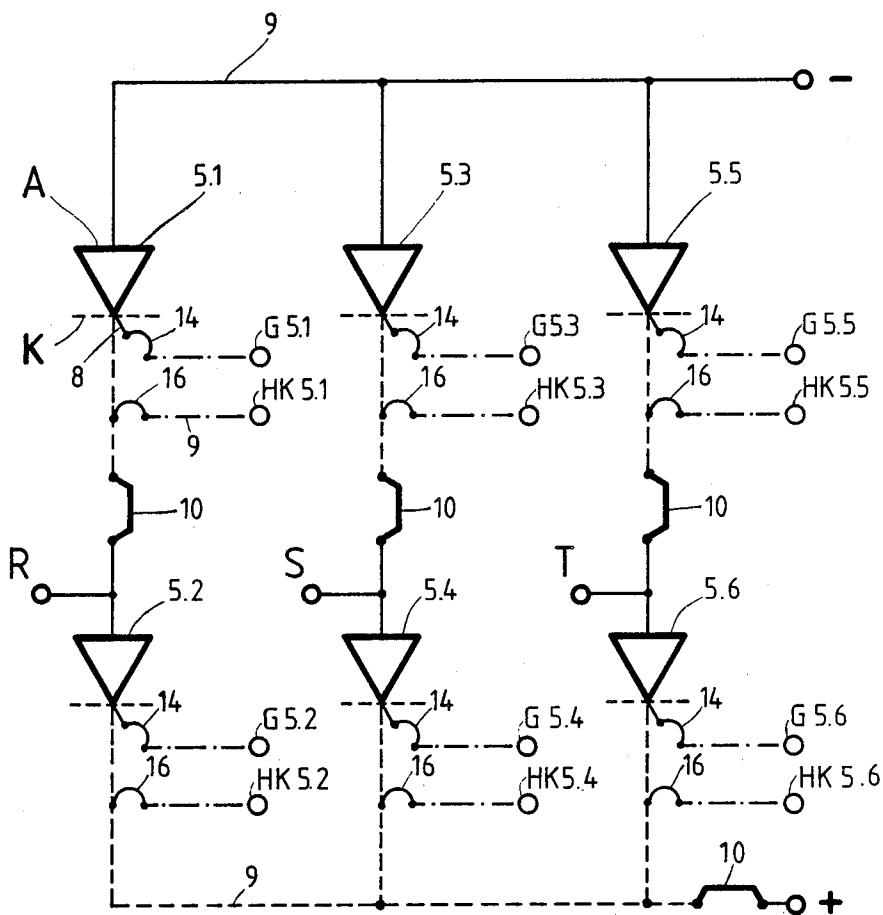 9
−
A 5.1 5.3 5.5
K 8 14 G 5.1 14 G5.3 14 G 5.5
16 HK 5.1 16 HK 5.3 16 HK 5.5
9
10 10 10
R S T
5.2 5.4 5.6
14 G 5.2 14 G 5.4 14 G 5.6
16 HK 5.2 16 HK5.4 16 HK 5.6
9 10 +